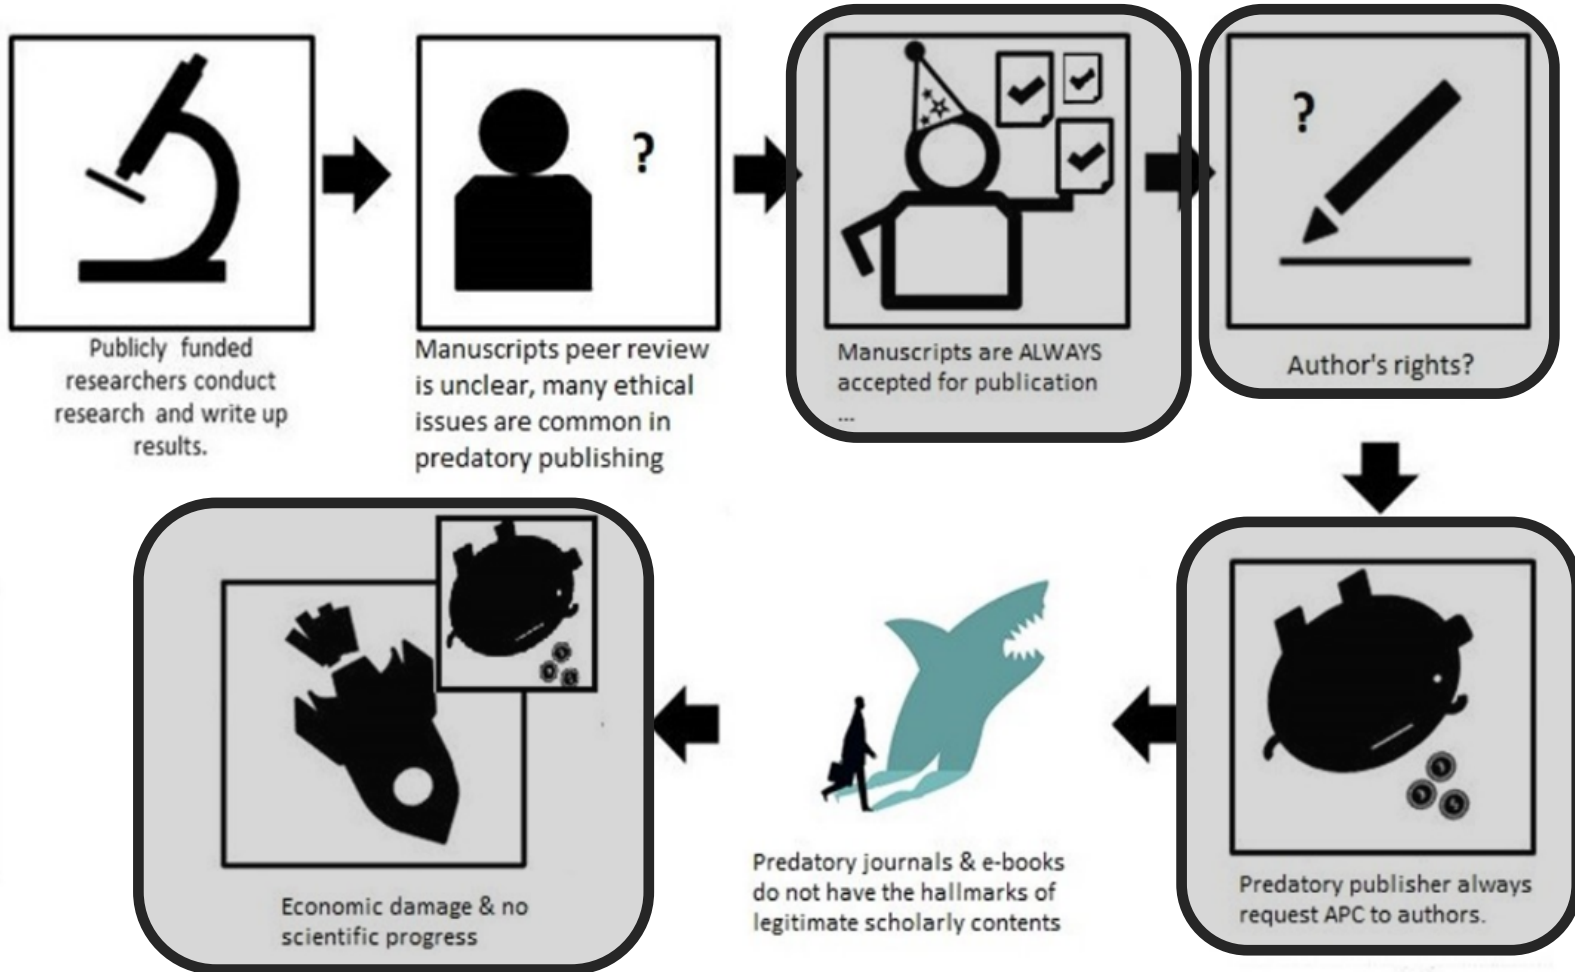 Publicly funded
researchers conduct
research and write up
results.
?
Manuscripts peer review
is unclear, many ethical
issues are common in
predatory publishing
Manuscripts are ALWAYS
accepted for publication
...
?
Author's rights?
Predatory publisher always
request APC to authors.
Predatory journals & e-books
do not have the hallmarks of
legitimate scholarly contents
Economic damage & no
scientific progress